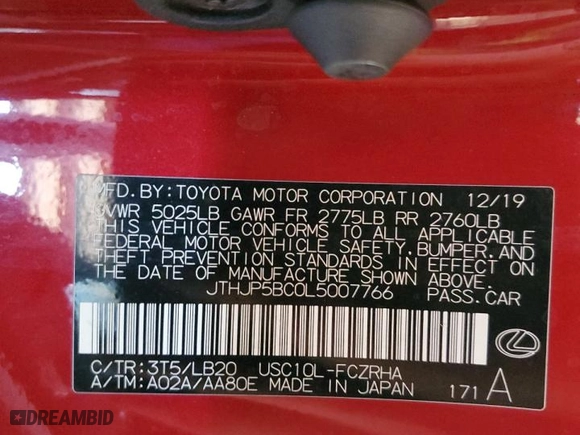 MFD. BY: TOYOTA MOTOR CORPORATION 12/19
GVWR 5025LB GAWR FR 2775LB RR 2760LB
THIS VEHICLE CONFORMS TO ALL APPLICABLE
FEDERAL MOTOR VEHICLE SAFETY, BUMPER, AND
THEFT PREVENTION STANDARDS IN EFFECT ON
THE DATE OF MANUFACTURE SHOWN ABOVE.
JTHJP5BC0L5007766 PASS.CAR
C/TR:3T5/LB20 USC10L-FCZRHA
A/TM:A02A/AA80E MADE IN JAPAN 171 A
DREAMBID